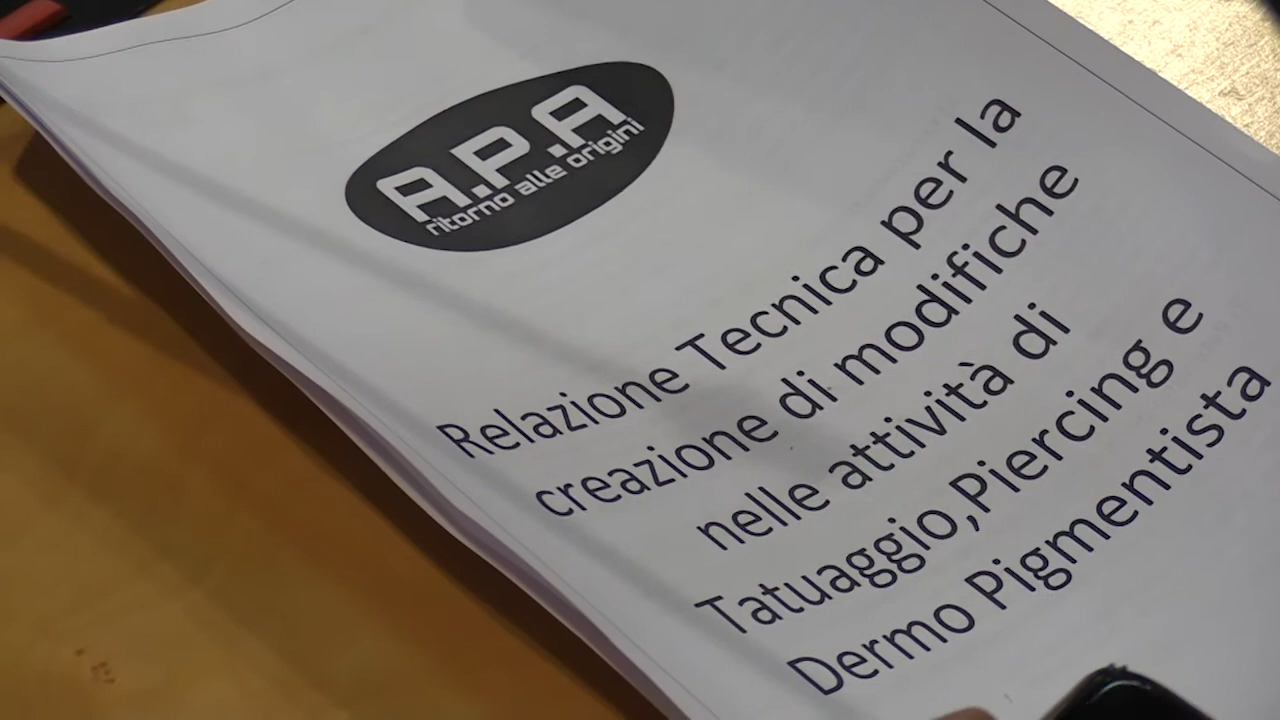 A.P.A
ritorno alle origini
Relazione Tecnica per la
creazione di modifiche
nelle attività di
Tatuaggio,Piercing e
Dermo Pigmentista